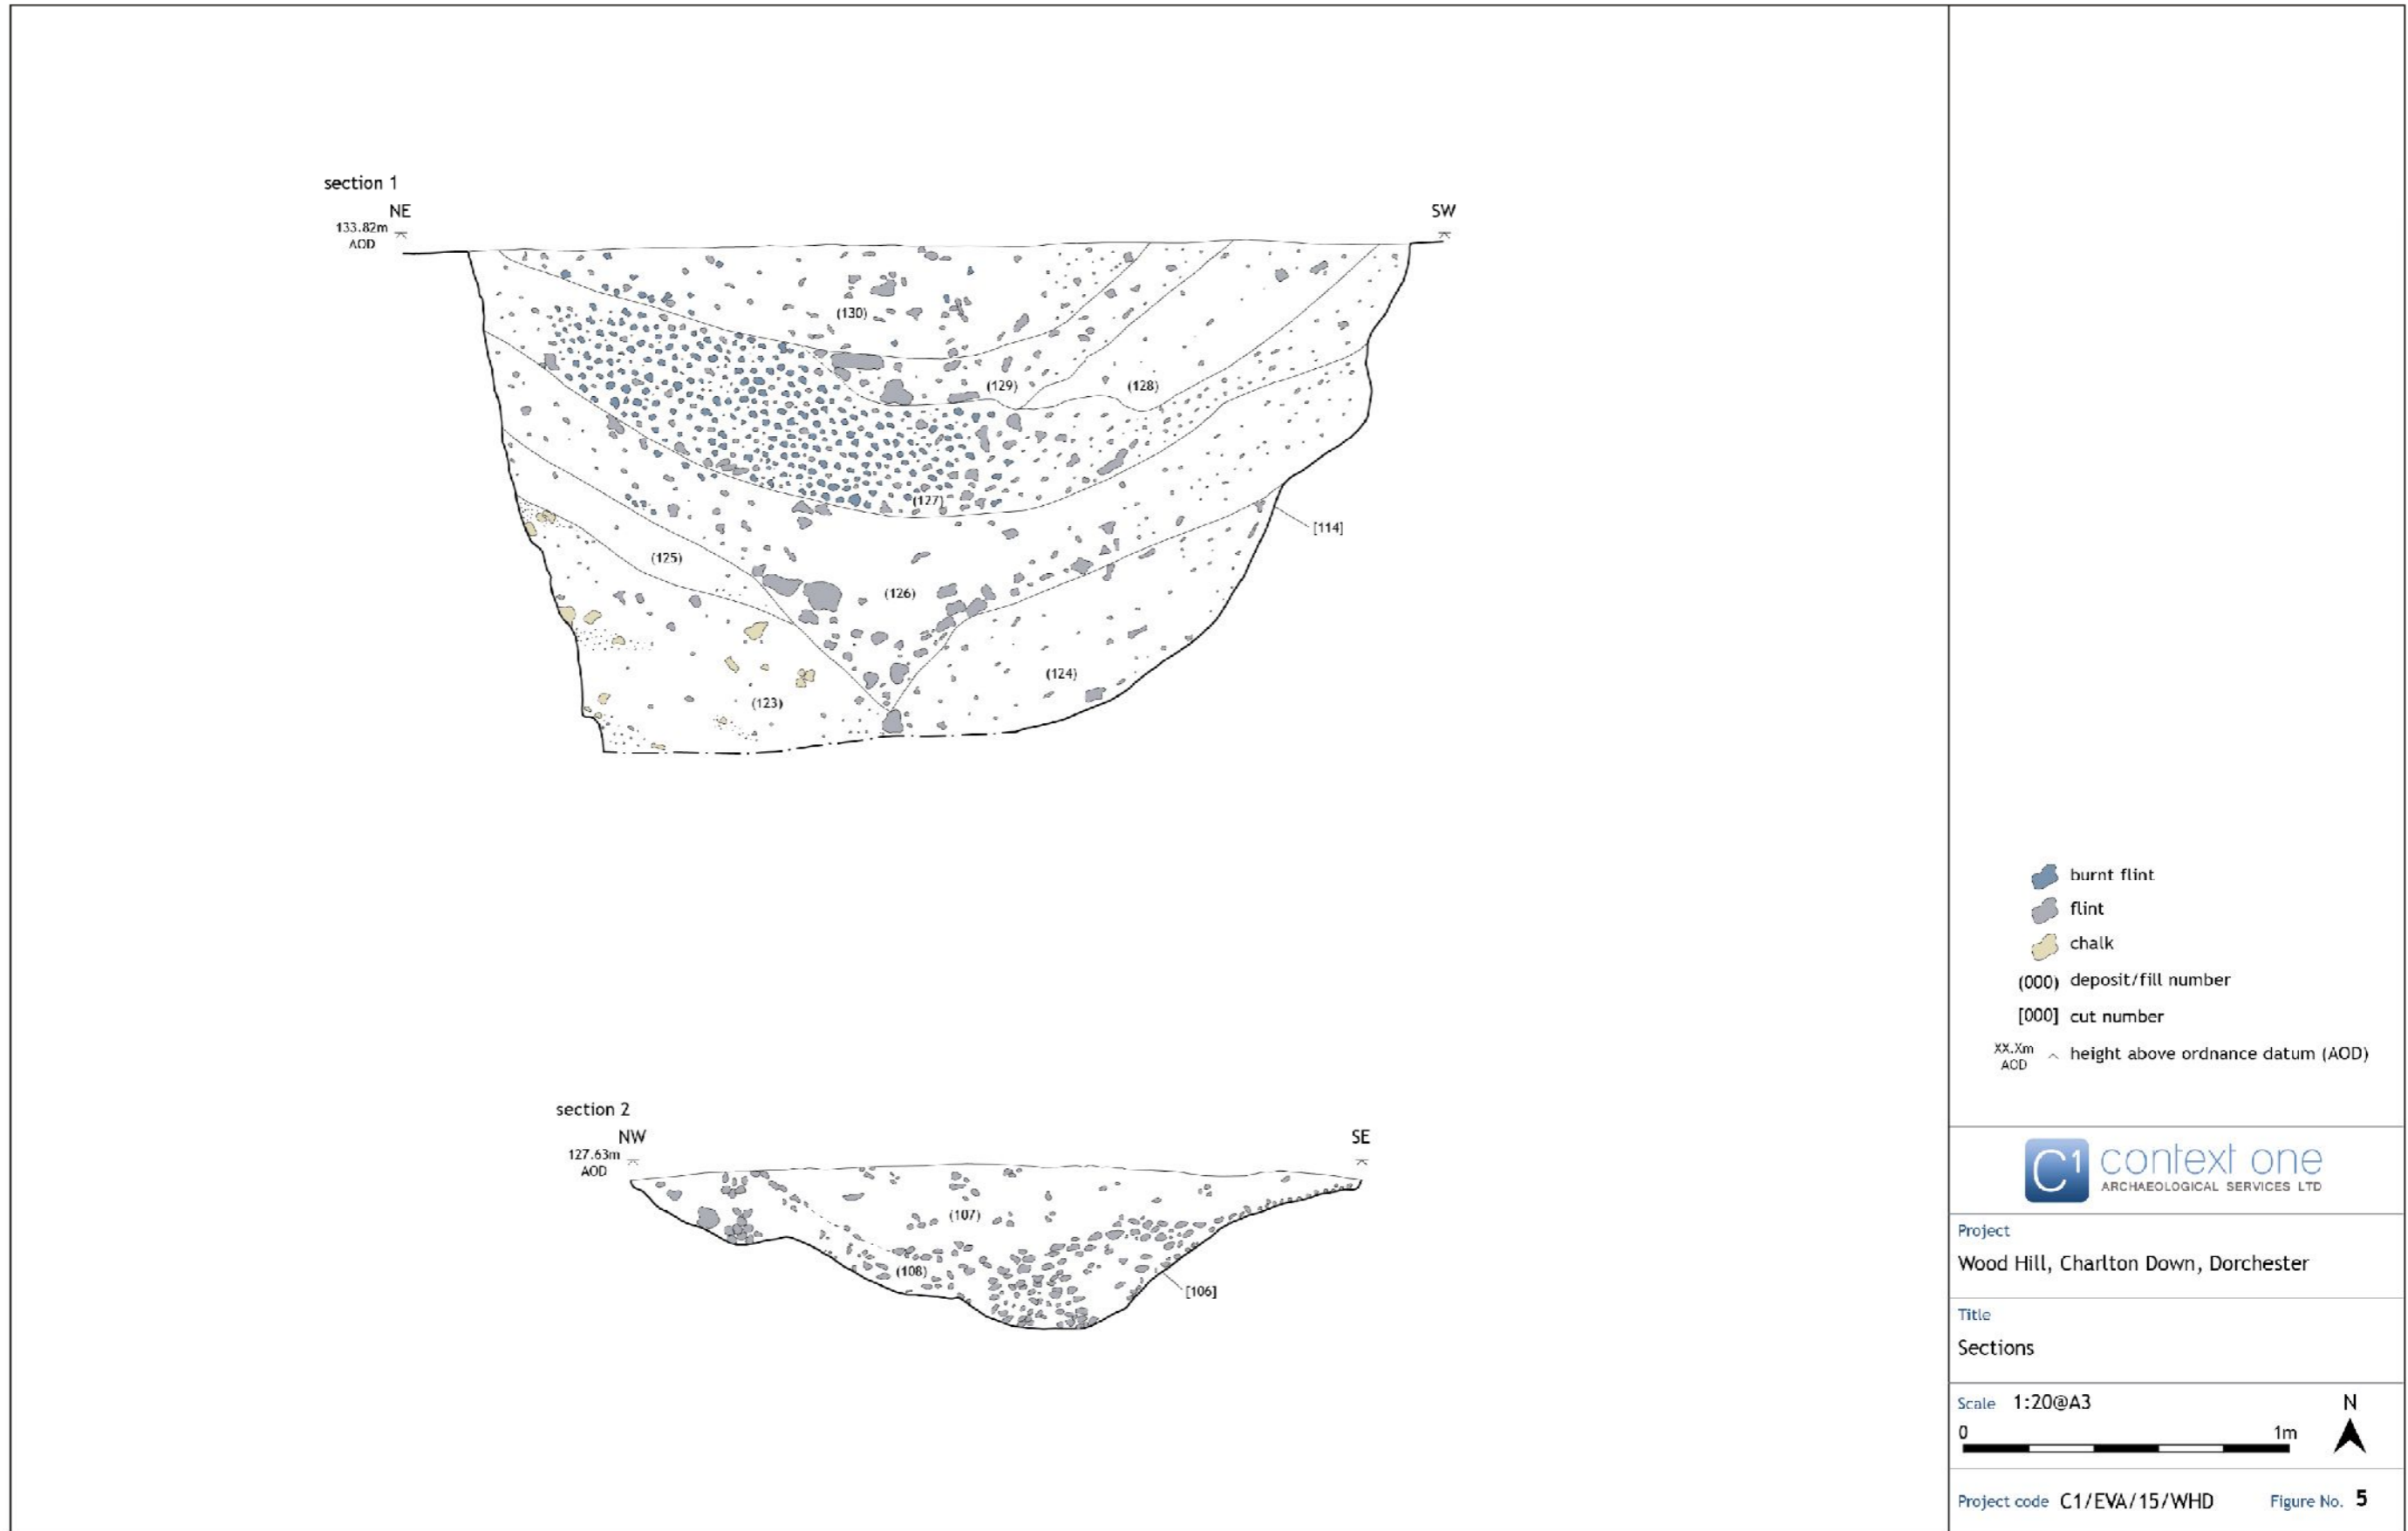 section 1
NE
133.82m
AOD
SW
(130)
(129)
(128)
(127)
[114]
(125)
(126)
(124)
(123)
section 2
NW
127.63m
AOD
SE
(107)
(108)
[106]
burnt flint
flint
chalk
(000) deposit/fill number
[000] cut number
XX.Xm
AOD
height above ordnance datum (AOD)
C1 context one
ARCHAEOLOGICAL SERVICES LTD
Project
Wood Hill, Charlton Down, Dorchester
Title
Sections
Scale 1:20@A3
N
0 1m
Project code C1/EVA/15/WHD Figure No. 5